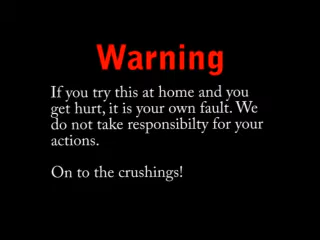 Warning
If you try this at home and you
get hurt, it is your own fault. We
do not take responsibilty for your
actions.
On to the crushings!